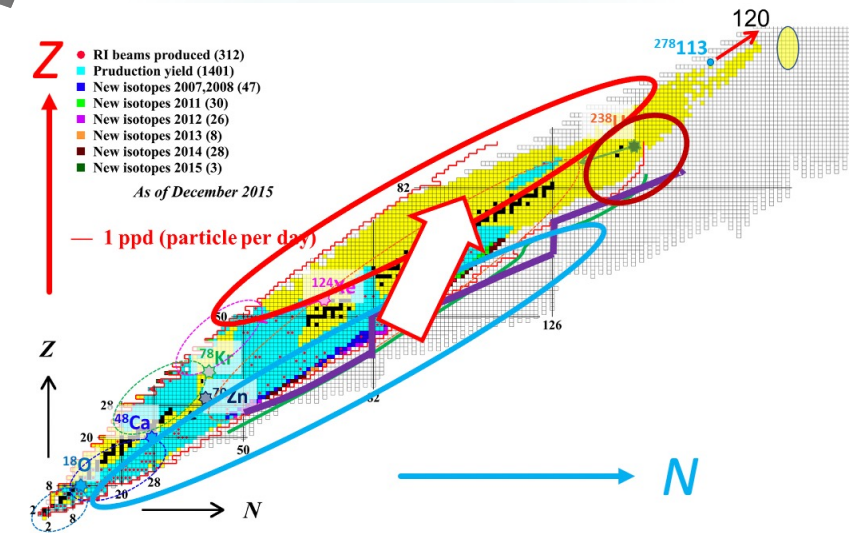 120
278113
Z
RI beams produced (312)
Pruduction yield (1401)
New isotopes 2007,2008 (47)
New isotopes 2011 (30)
New isotopes 2012 (26)
New isotopes 2013 (8)
New isotopes 2014 (28)
New isotopes 2015 (3)
As of December 2015
— 1 ppd (particle per day)
238U
82
124Xe
50
126
Z
78Kr
Zn
28
82
48Ca
20
50
18O
28
20
8
N
N
2
2
8